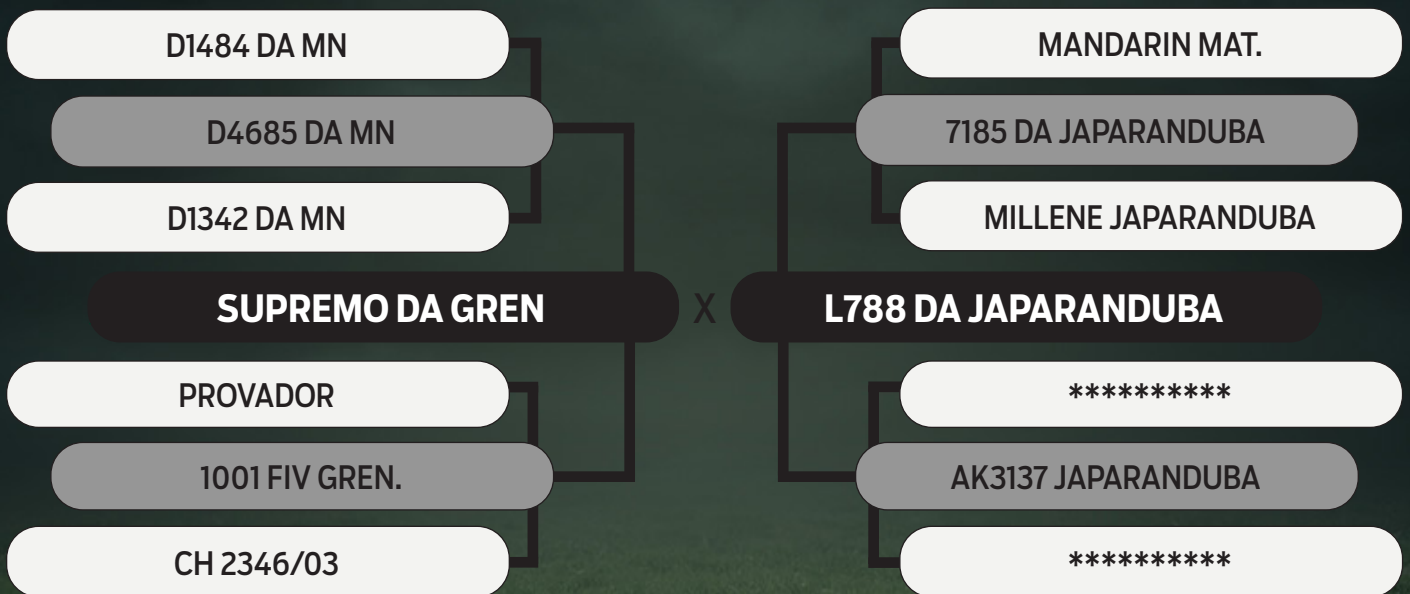 D1484 DA MN
D4685 DA MN
D1342 DA MN
SUPREMO DA GREN
PROVADOR
1001 FIV GREN.
CH 2346/03
X
MANDARIN MAT.
7185 DA JAPARANDUBA
MILLENE JAPARANDUBA
L788 DA JAPARANDUBA
**********
AK3137 JAPARANDUBA
**********